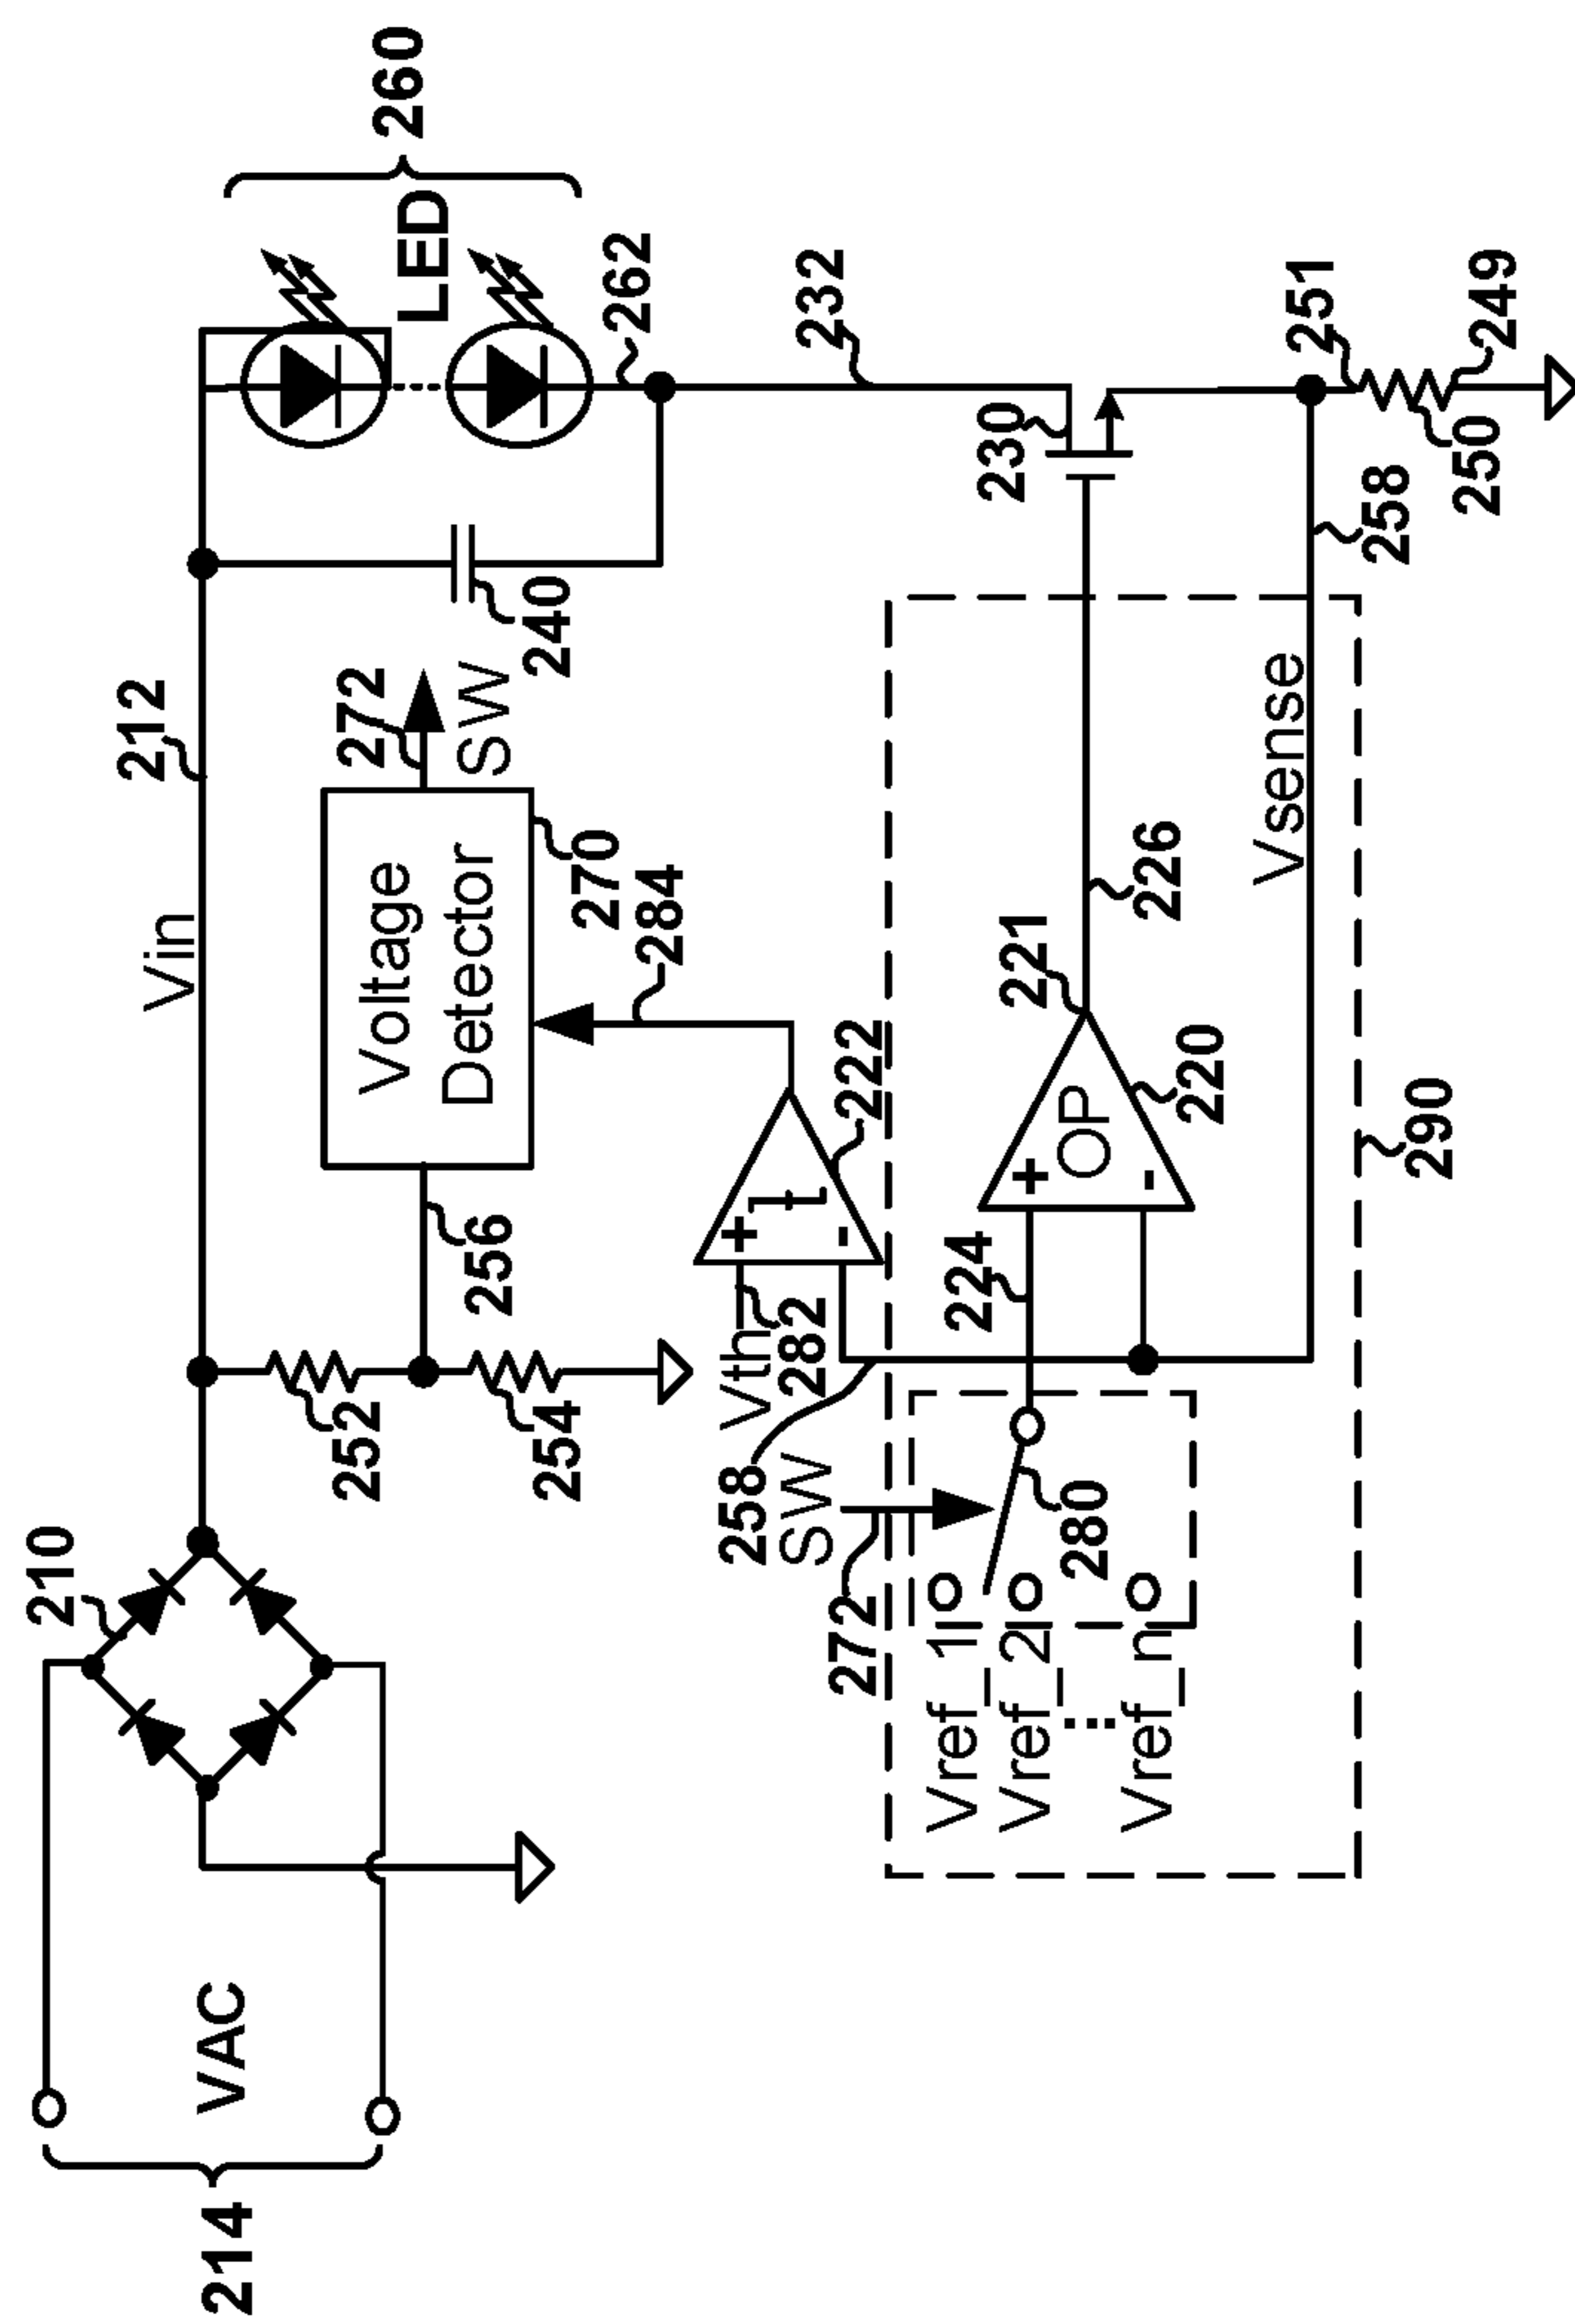 214
VAC
210
252
254
Vin
212
256
Voltage
Detector
270
272
SW
240
LED
260
262
232
284
222
+
t
-
Vth
282
258
SW
272
280
Vref_1
Vref_2
⋮
Vref_n
224
+
OP
-
220
221
226
230
Vsense
290
258
251
250
249